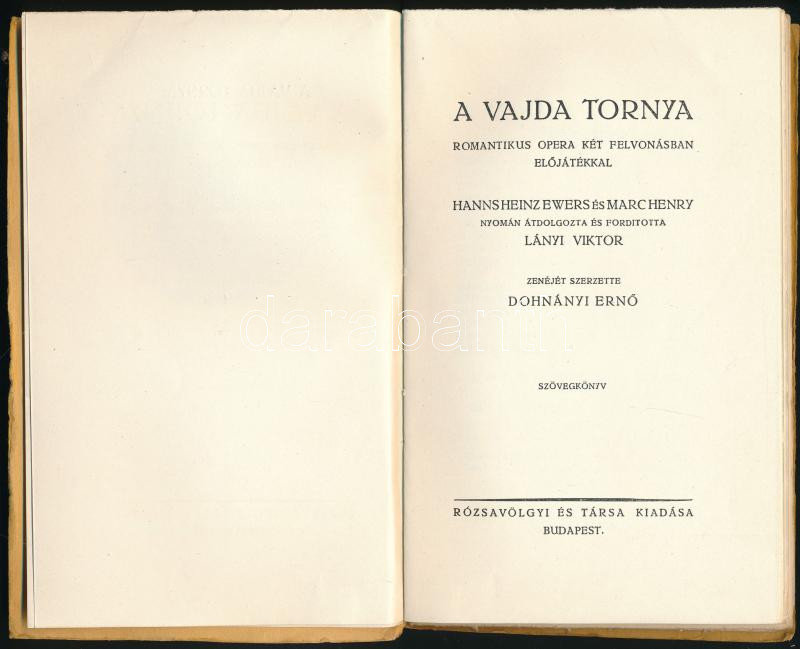 A VAJDA TORNYA
ROMANTIKUS OPERA KÉT FELVONÁSBAN
ELŐJÁTÉKKAL
HANNS HEINZ EWERS ÉS MARC HENRY
NYOMÁN ÁTDOLGOZTA ÉS FORDITOTTA
LÁNYI VIKTOR
ZENÉJÉT SZERZETTE
DOHNÁNYI ERNŐ
darabanth
SZÖVEGKÖNYV
RÓZSAVÖLGYI ÉS TÁRSA KIADÁSA
BUDAPEST.